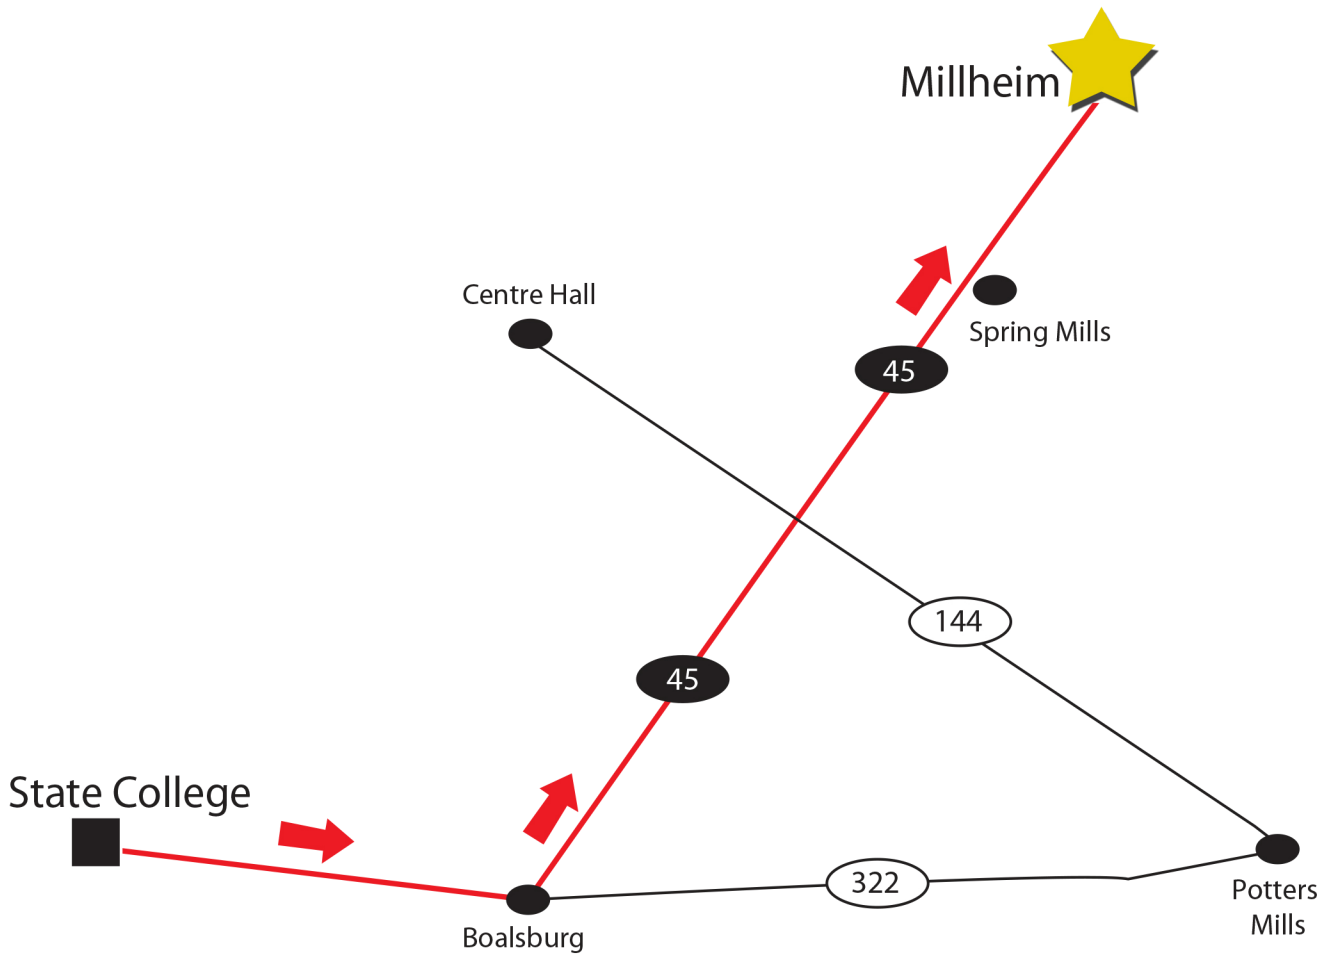 Millheim
Centre Hall
Spring Mills
45
144
45
State College
322
Potters
Mills
Boalsburg